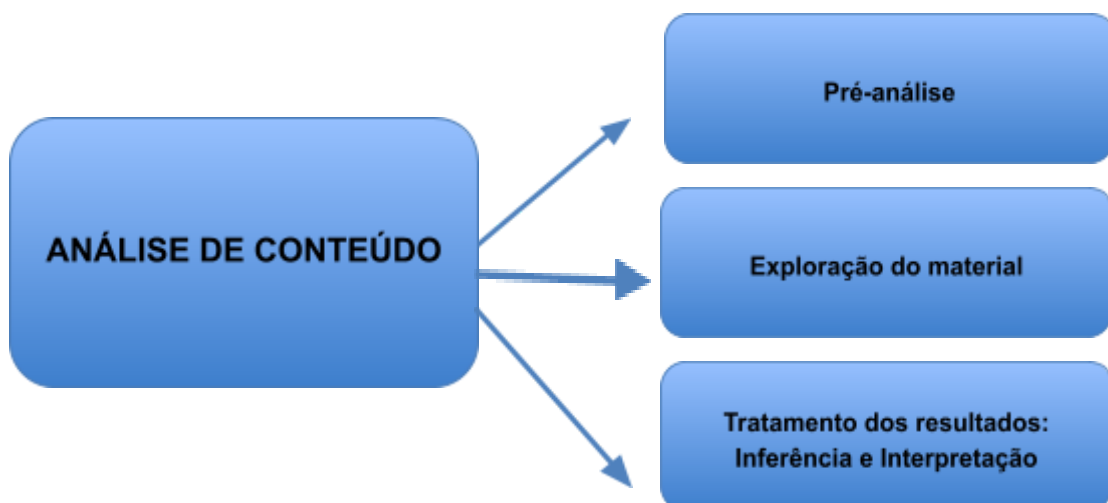 ANÁLISE DE CONTEÚDO
Pré-análise
Exploração do material
Tratamento dos resultados:
Inferência e Interpretação